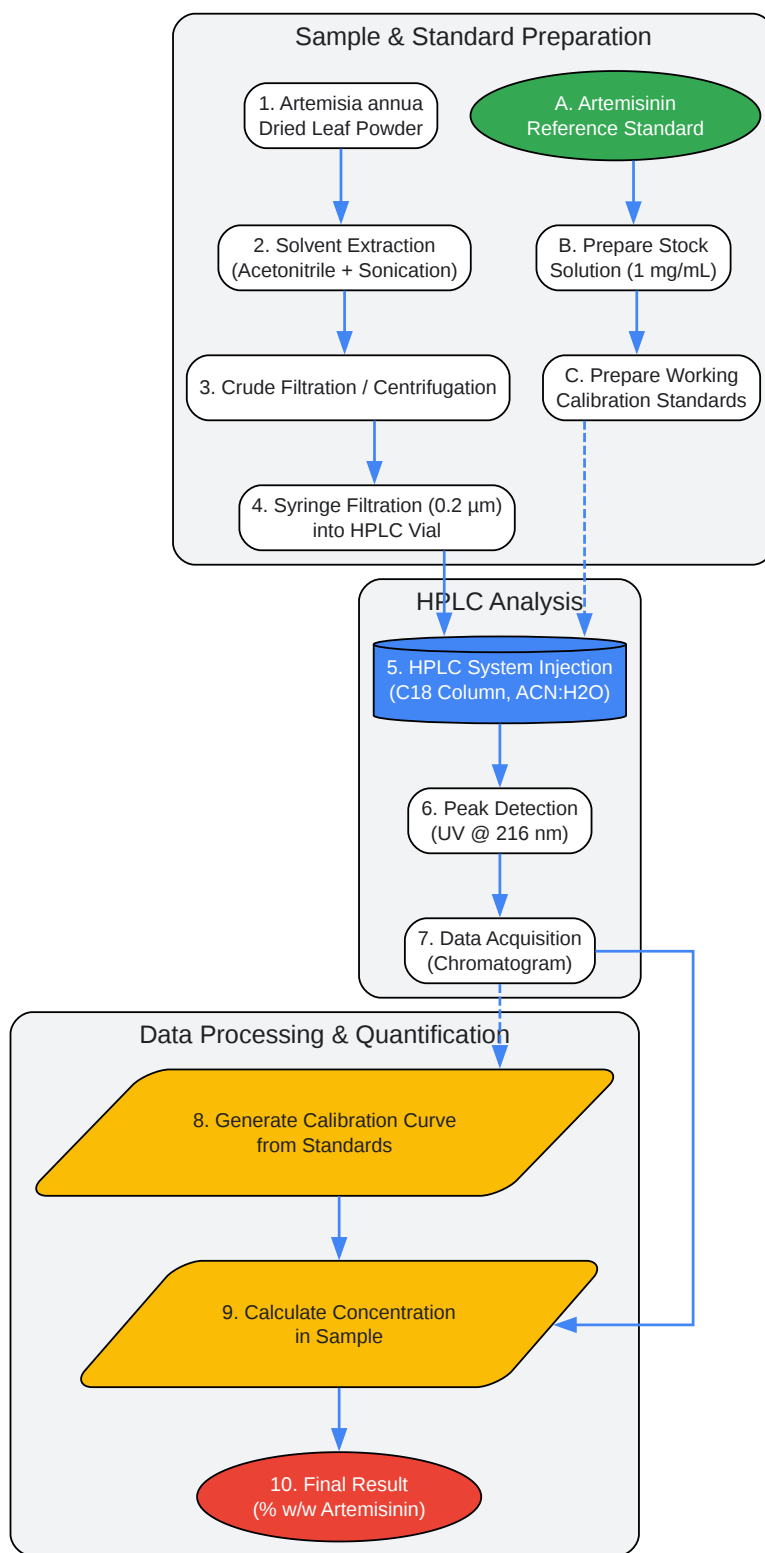 Sample & Standard Preparation
1. Artemisia annua
Dried Leaf Powder
A. Artemisinin
Reference Standard
2. Solvent Extraction
(Acetonitrile + Sonication)
B. Prepare Stock
Solution (1 mg/mL)
3. Crude Filtration / Centrifugation
C. Prepare Working
Calibration Standards
4. Syringe Filtration (0.2 µm)
into HPLC Vial
HPLC Analysis
5. HPLC System Injection
(C18 Column, ACN:H2O)
6. Peak Detection
(UV @ 216 nm)
7. Data Acquisition
(Chromatogram)
Data Processing & Quantification
8. Generate Calibration Curve
from Standards
9. Calculate Concentration
in Sample
10. Final Result
(% w/w Artemisinin)